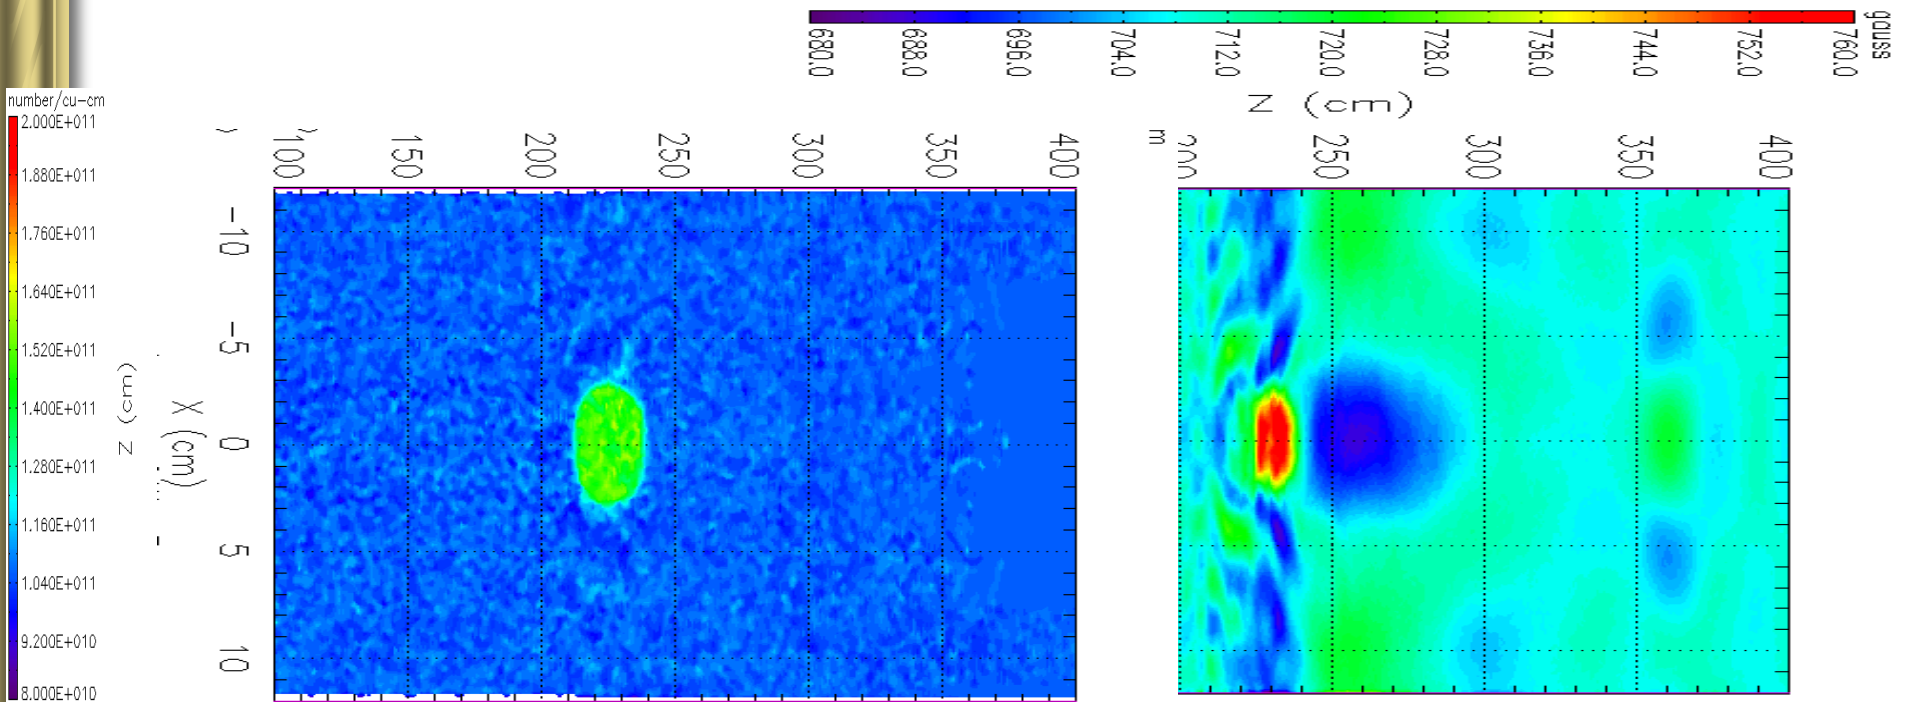 gauss
680.0 688.0 696.0 704.0 712.0 720.0 728.0 736.0 744.0 752.0 760.0
Z (cm)
number/cu-cm
2.000E+011
1.880E+011
1.760E+011
1.640E+011
1.520E+011
1.400E+011
1.280E+011
1.160E+011
1.040E+011
9.200E+010
8.000E+010
Z (cm)
X (cm)
100 150 200 250 300 350 400
-10
-5
0
5
10
m
250 300 350 400